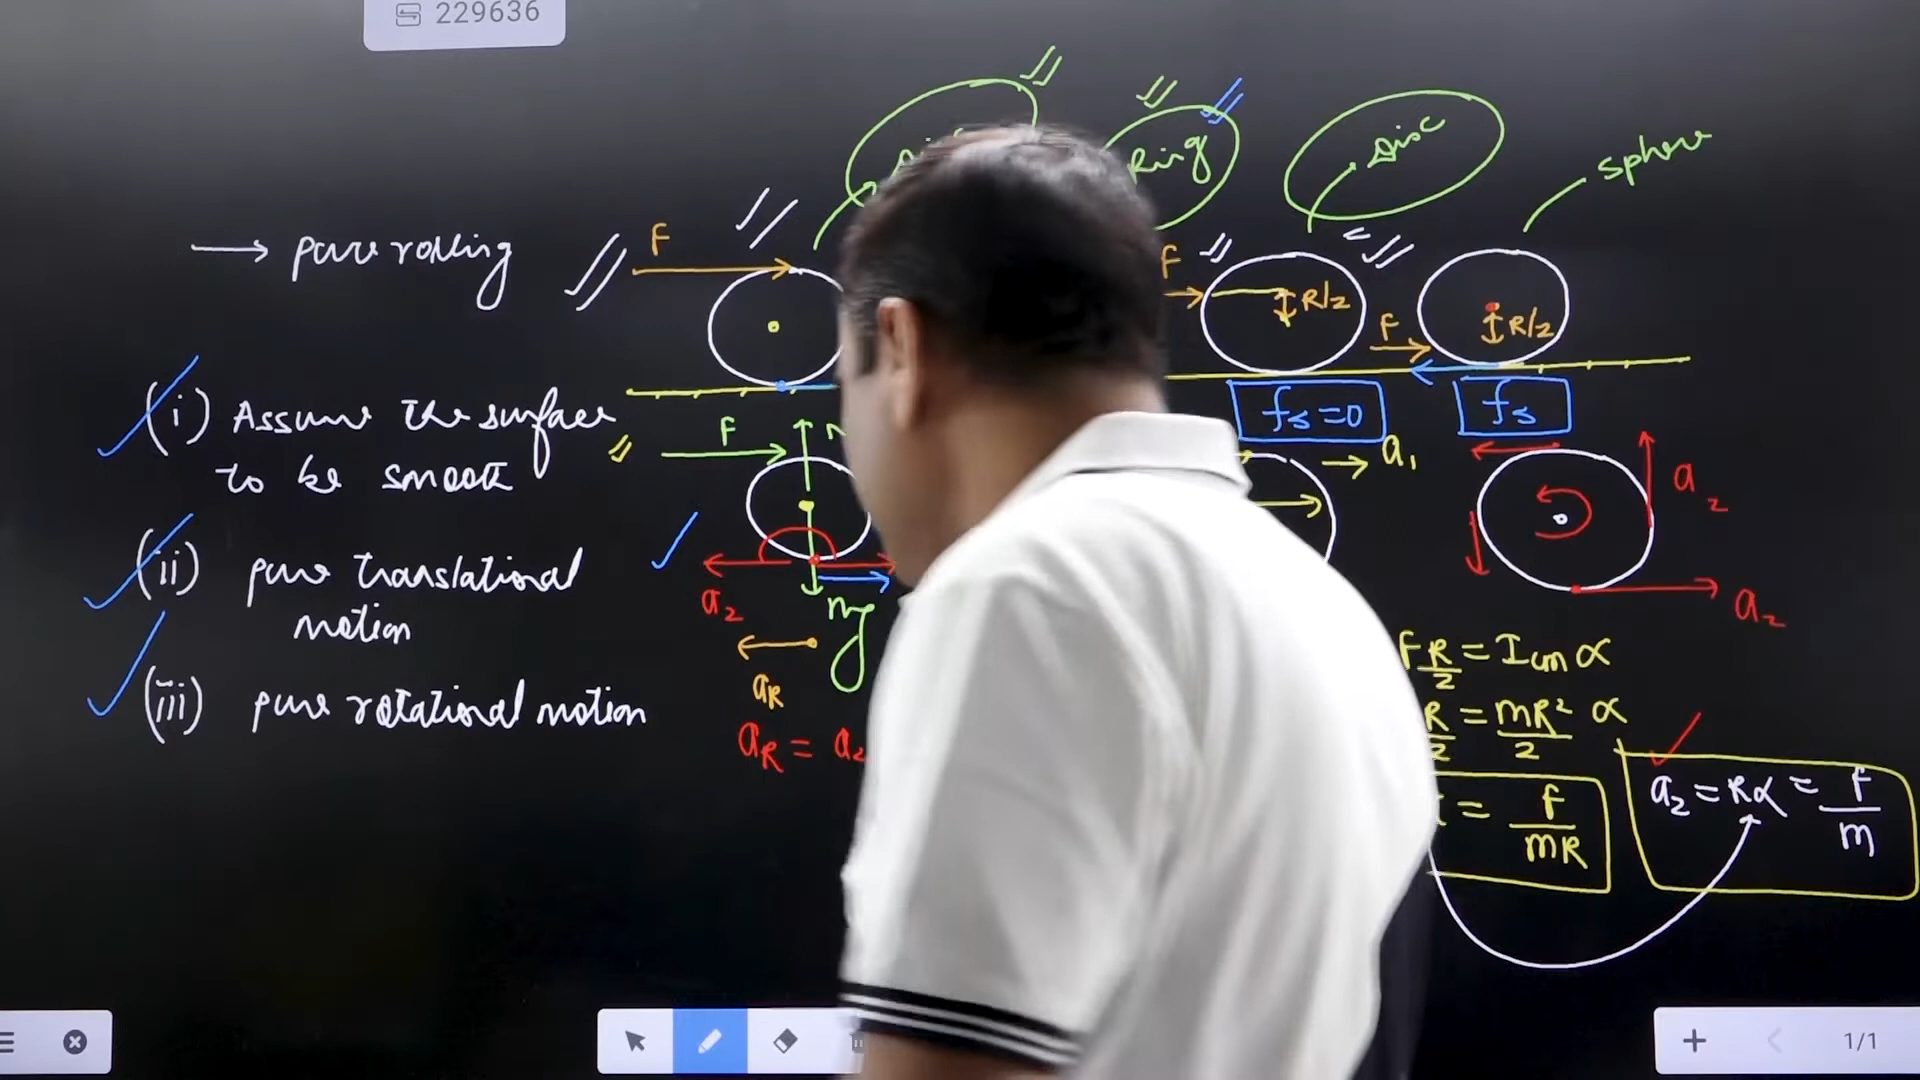 229636
Ring
Disc
sphere
→ pure rolling
F
F
R/2
F
R/2
fs = 0
fs
(i) Assume the surface
to be smooth
F
a1
a2
(ii) pure translational
motion
a2
mg
a2
aR
FR/2 = Icm α
(iii) pure rotational motion
R/2 = mR²/2 α
aR = a2
= F/mR
a2 = Rα = F/m
1/1